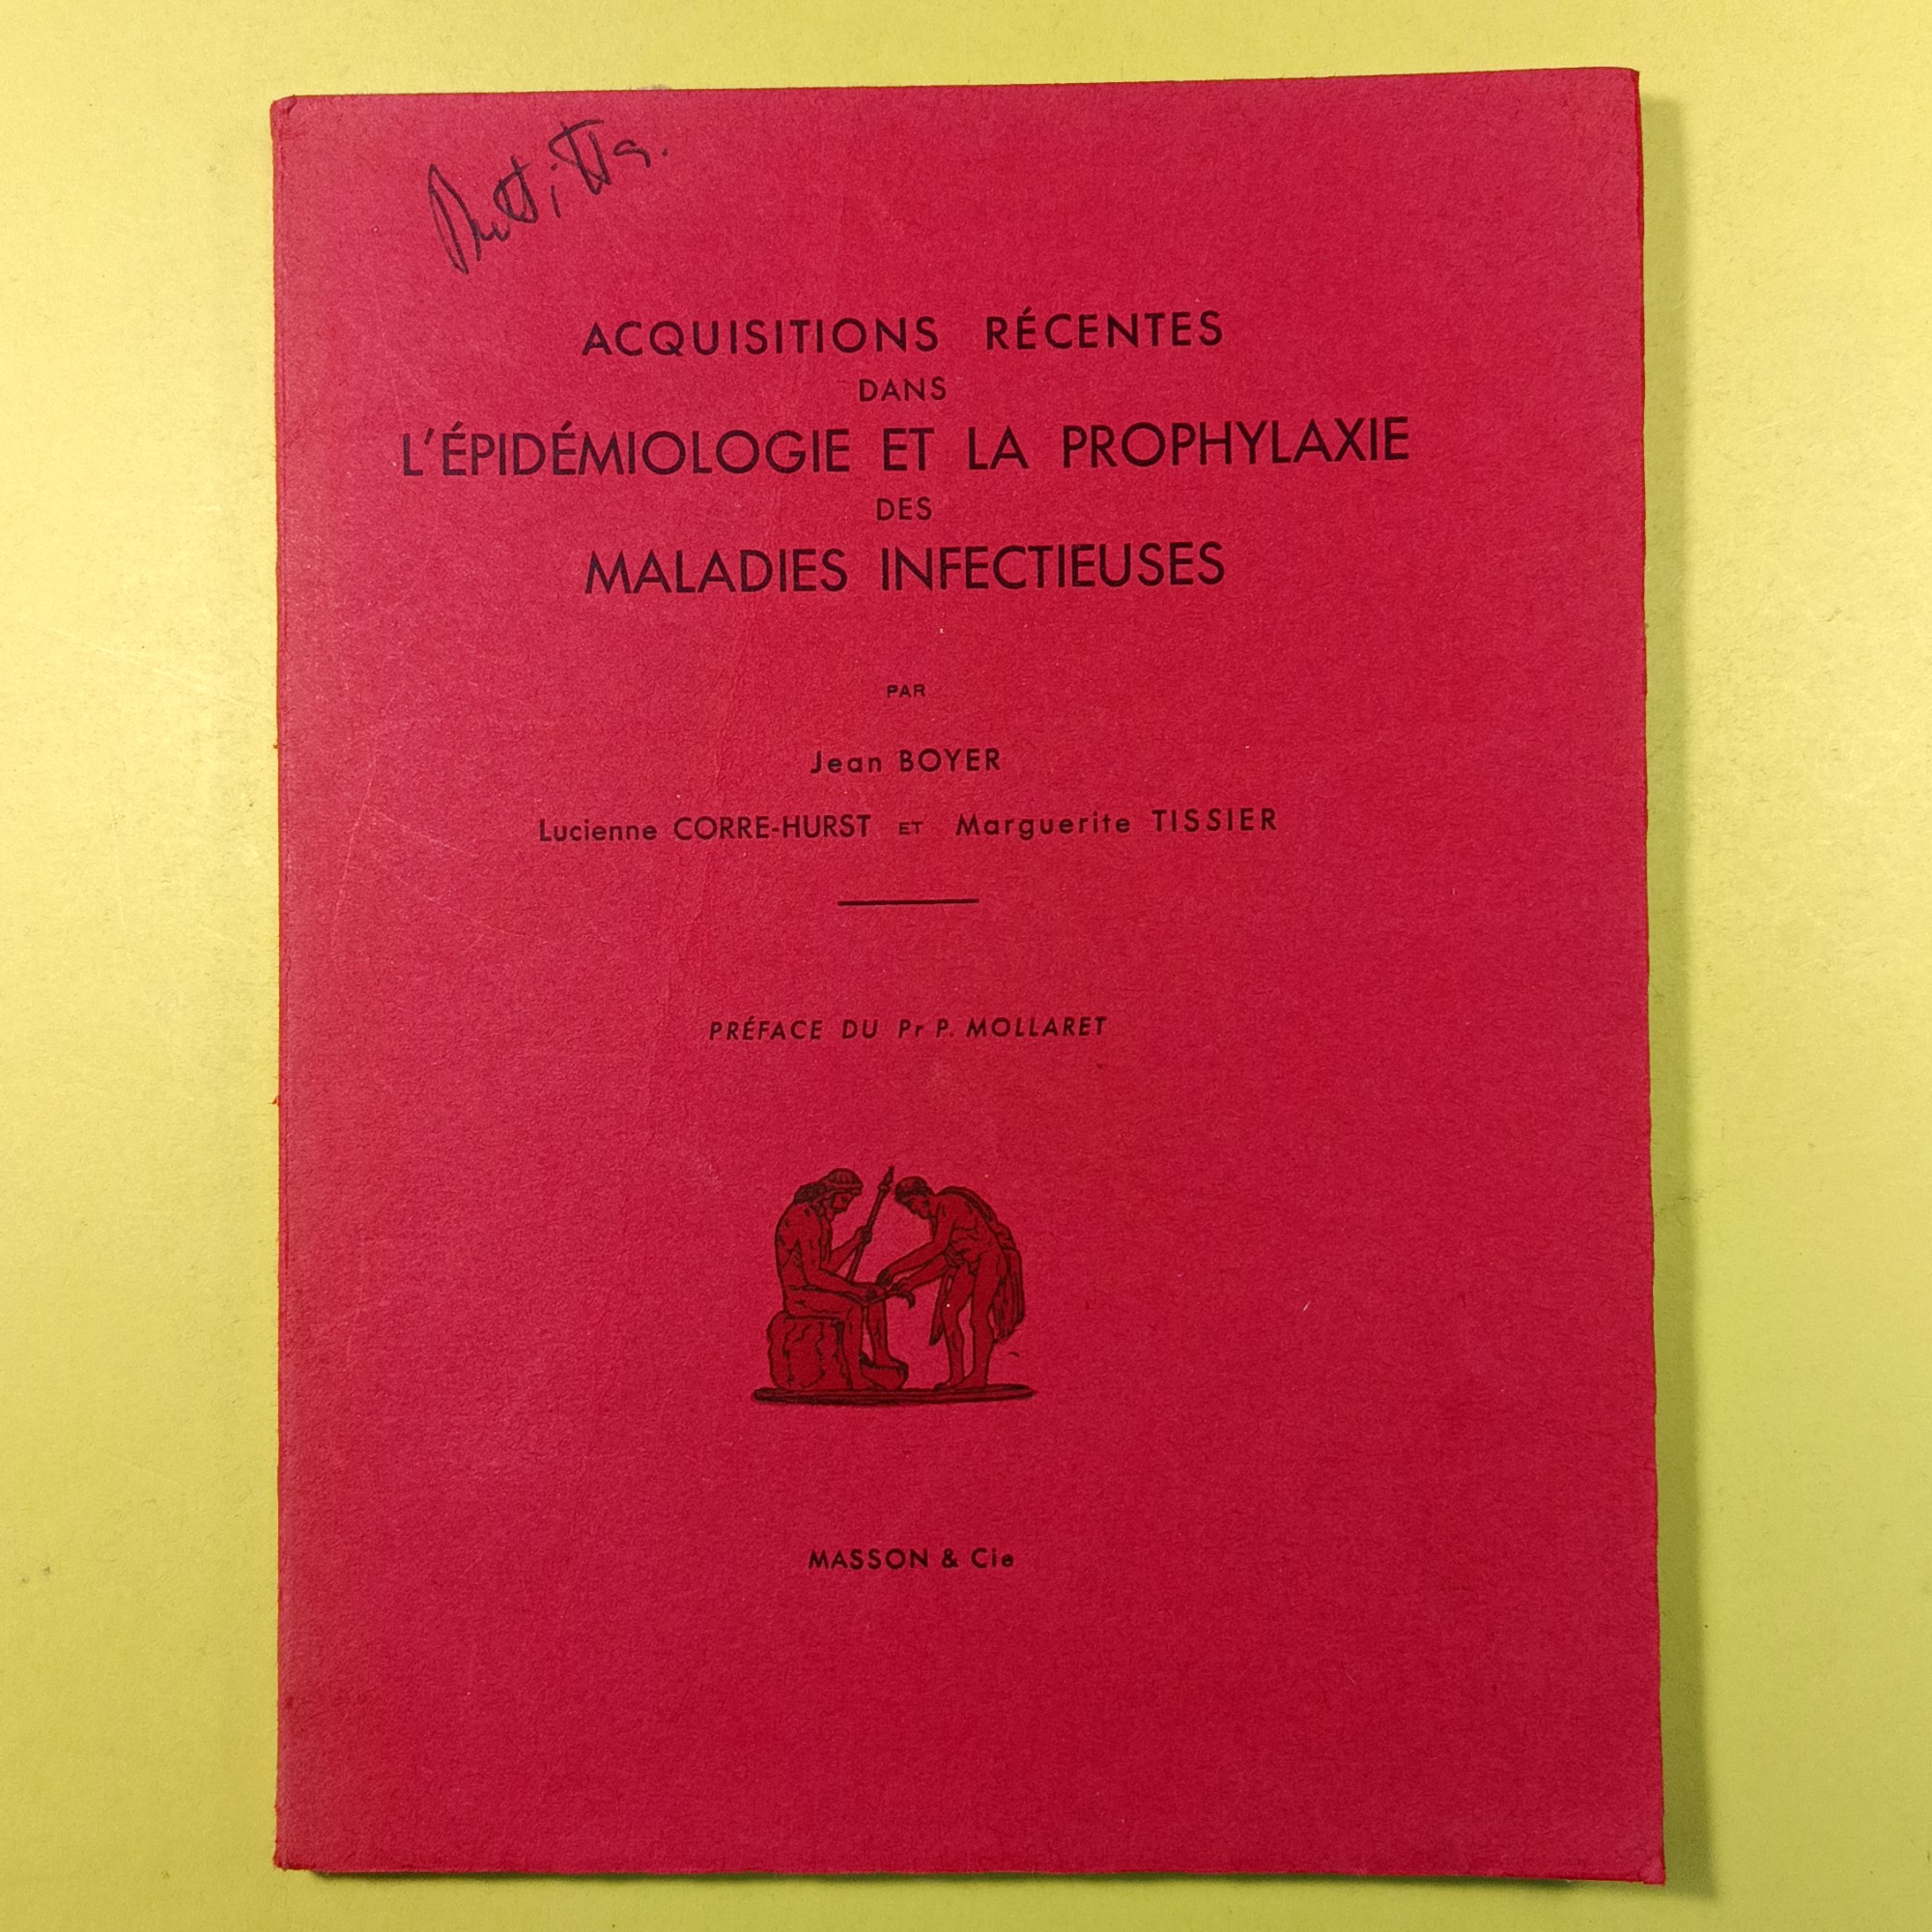 ACQUISITIONS RÉCENTES
DANS
L'ÉPIDÉMIOLOGIE ET LA PROPHYLAXIE
DES
MALADIES INFECTIEUSES
PAR
Jean BOYER
Lucienne CORRE-HURST ET Marguerite TISSIER
PRÉFACE DU Pr P. MOLLARET
MASSON & Cie